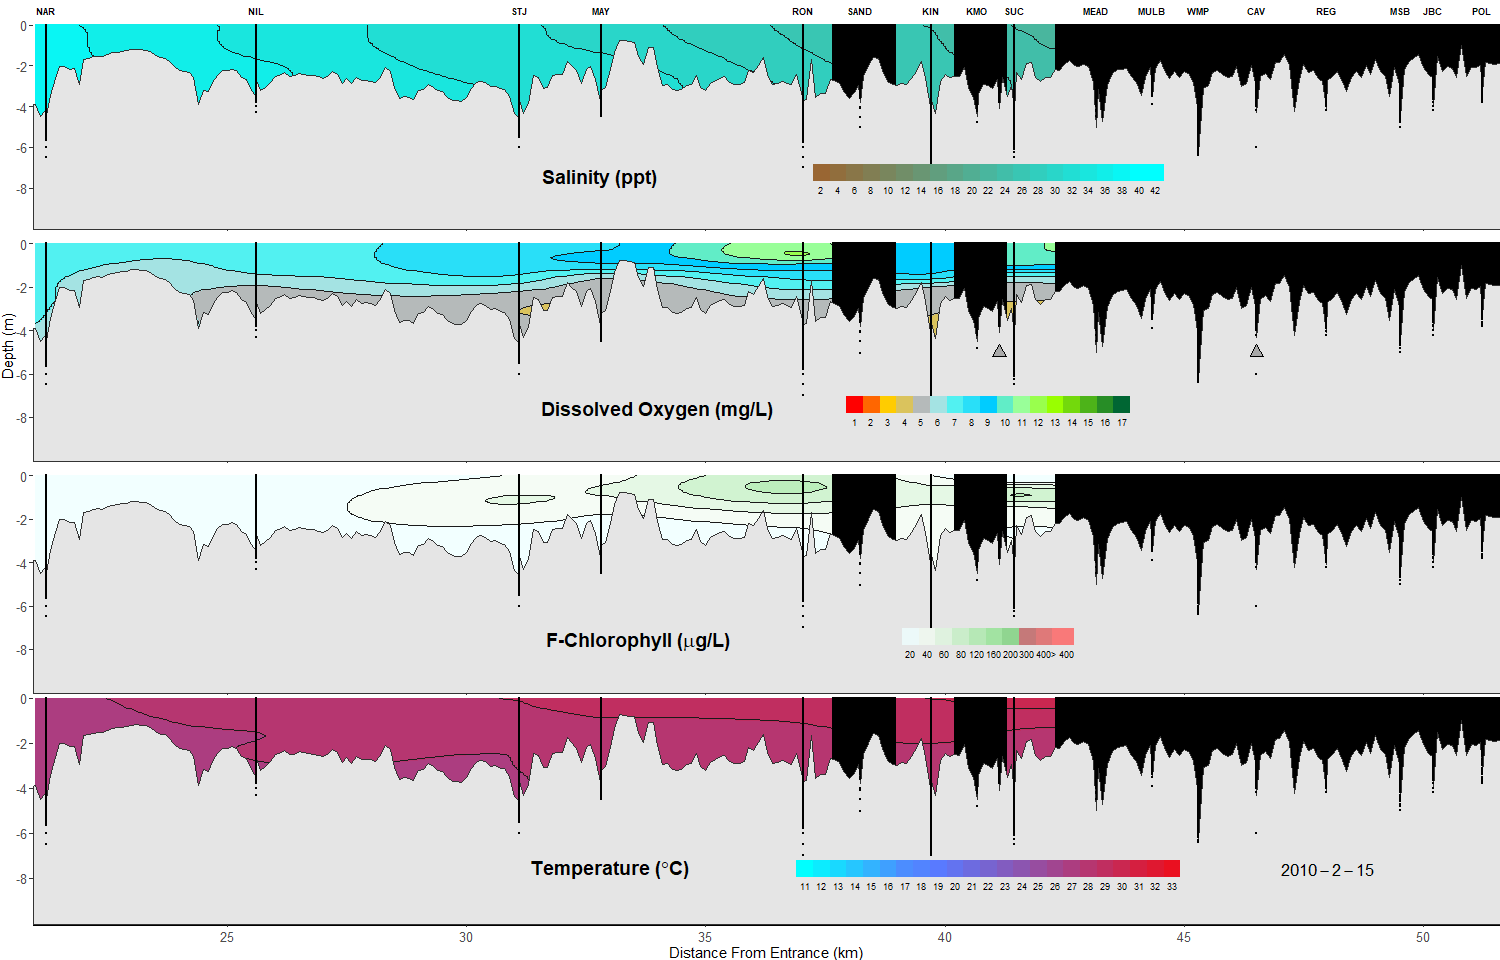 NAR NIL STJ MAY RON SAND KIN KMO SUC MEAD MULB WMP CAV REG MSB JBC POL
0
-2
-4
-6
-8
Salinity (ppt)
2 4 6 8 10 12 14 16 18 20 22 24 26 28 30 32 34 36 38 40 42
0
-2
-4
-6
-8
Depth (m)
Dissolved Oxygen (mg/L)
1 2 3 4 5 6 7 8 9 10 11 12 13 14 15 16 17
0
-2
-4
-6
-8
F-Chlorophyll (µg/L)
20 40 60 80 120 160 200 300 400> 400
0
-2
-4
-6
-8
Temperature (°C)
11 12 13 14 15 16 17 18 19 20 21 22 23 24 25 26 27 28 29 30 31 32 33
2010 – 2 – 15
25 30 35 40 45 50
Distance From Entrance (km)